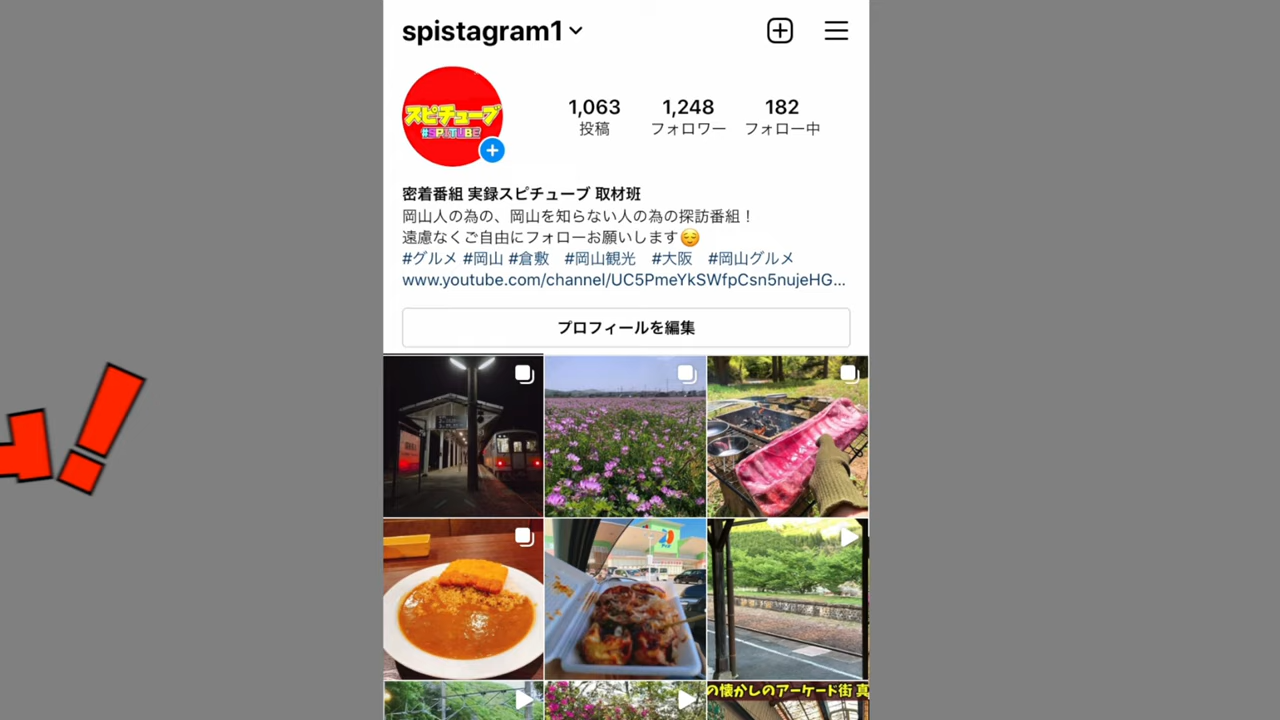 spistagram1
スピチューブ
#SPITUBE
1,063
投稿
1,248
フォロワー
182
フォロー中
密着番組 実録スピチューブ 取材班
岡山人の為の、岡山を知らない人の為の探訪番組！
遠慮なくご自由にフォローお願いします😌
#グルメ #岡山 #倉敷　#岡山観光　#大阪　#岡山グルメ
www.youtube.com/channel/UC5PmeYkSWfpCsn5nujeHG...
プロフィールを編集
の懐かしのアーケード街 真